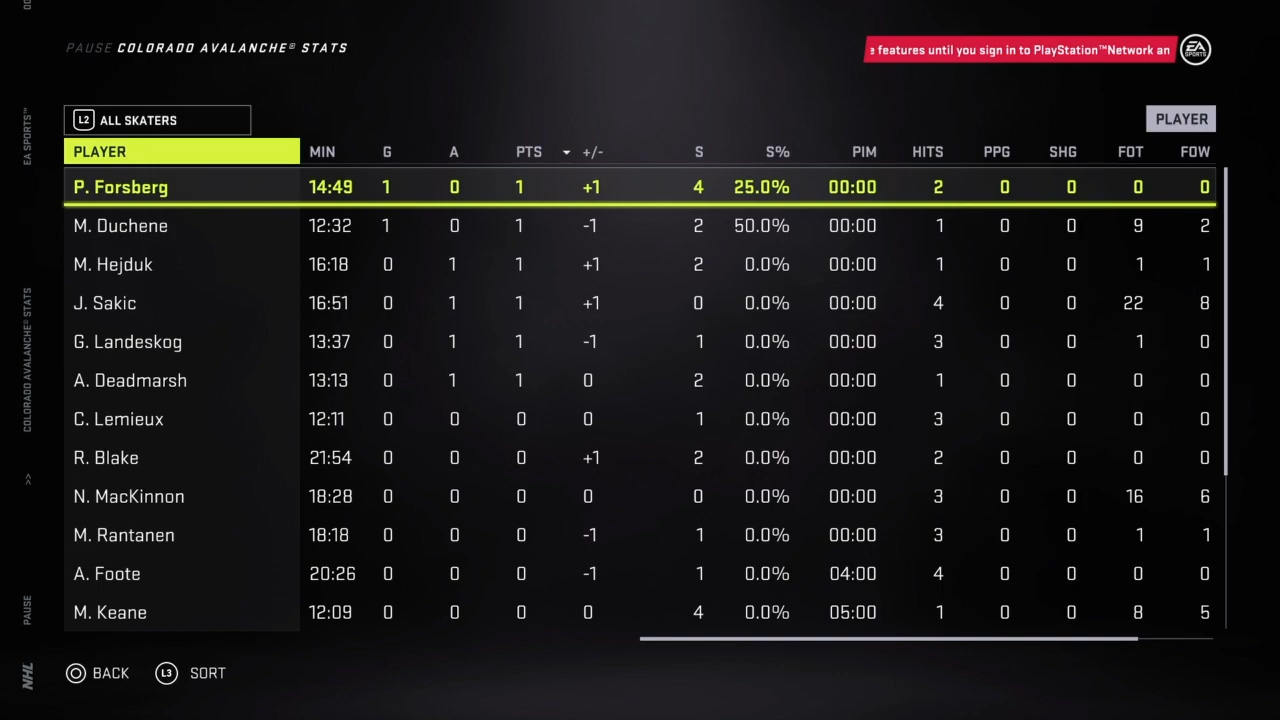 PAUSE COLORADO AVALANCHE® STATS
e features until you sign in to PlayStation™Network an
EA SPORTS
L2 ALL SKATERS
PLAYER
PLAYER MIN G A PTS +/- S S% PIM HITS PPG SHG FOT FOW
P. Forsberg 14:49 1 0 1 +1 4 25.0% 00:00 2 0 0 0 0
M. Duchene 12:32 1 0 1 -1 2 50.0% 00:00 1 0 0 9 2
M. Hejduk 16:18 0 1 1 +1 2 0.0% 00:00 1 0 0 1 1
J. Sakic 16:51 0 1 1 +1 0 0.0% 00:00 4 0 0 22 8
G. Landeskog 13:37 0 1 1 -1 1 0.0% 00:00 3 0 0 1 0
A. Deadmarsh 13:13 0 1 1 0 2 0.0% 00:00 1 0 0 0 0
C. Lemieux 12:11 0 0 0 0 1 0.0% 00:00 3 0 0 0 0
R. Blake 21:54 0 0 0 +1 2 0.0% 00:00 2 0 0 0 0
N. MacKinnon 18:28 0 0 0 0 0 0.0% 00:00 3 0 0 16 6
M. Rantanen 18:18 0 0 0 -1 1 0.0% 00:00 3 0 0 1 1
A. Foote 20:26 0 0 0 -1 1 0.0% 04:00 4 0 0 0 0
M. Keane 12:09 0 0 0 0 4 0.0% 05:00 1 0 0 8 5
BACK L3 SORT
NHL
PAUSE
>>
COLORADO AVALANCHE® STATS
EA SPORTS™